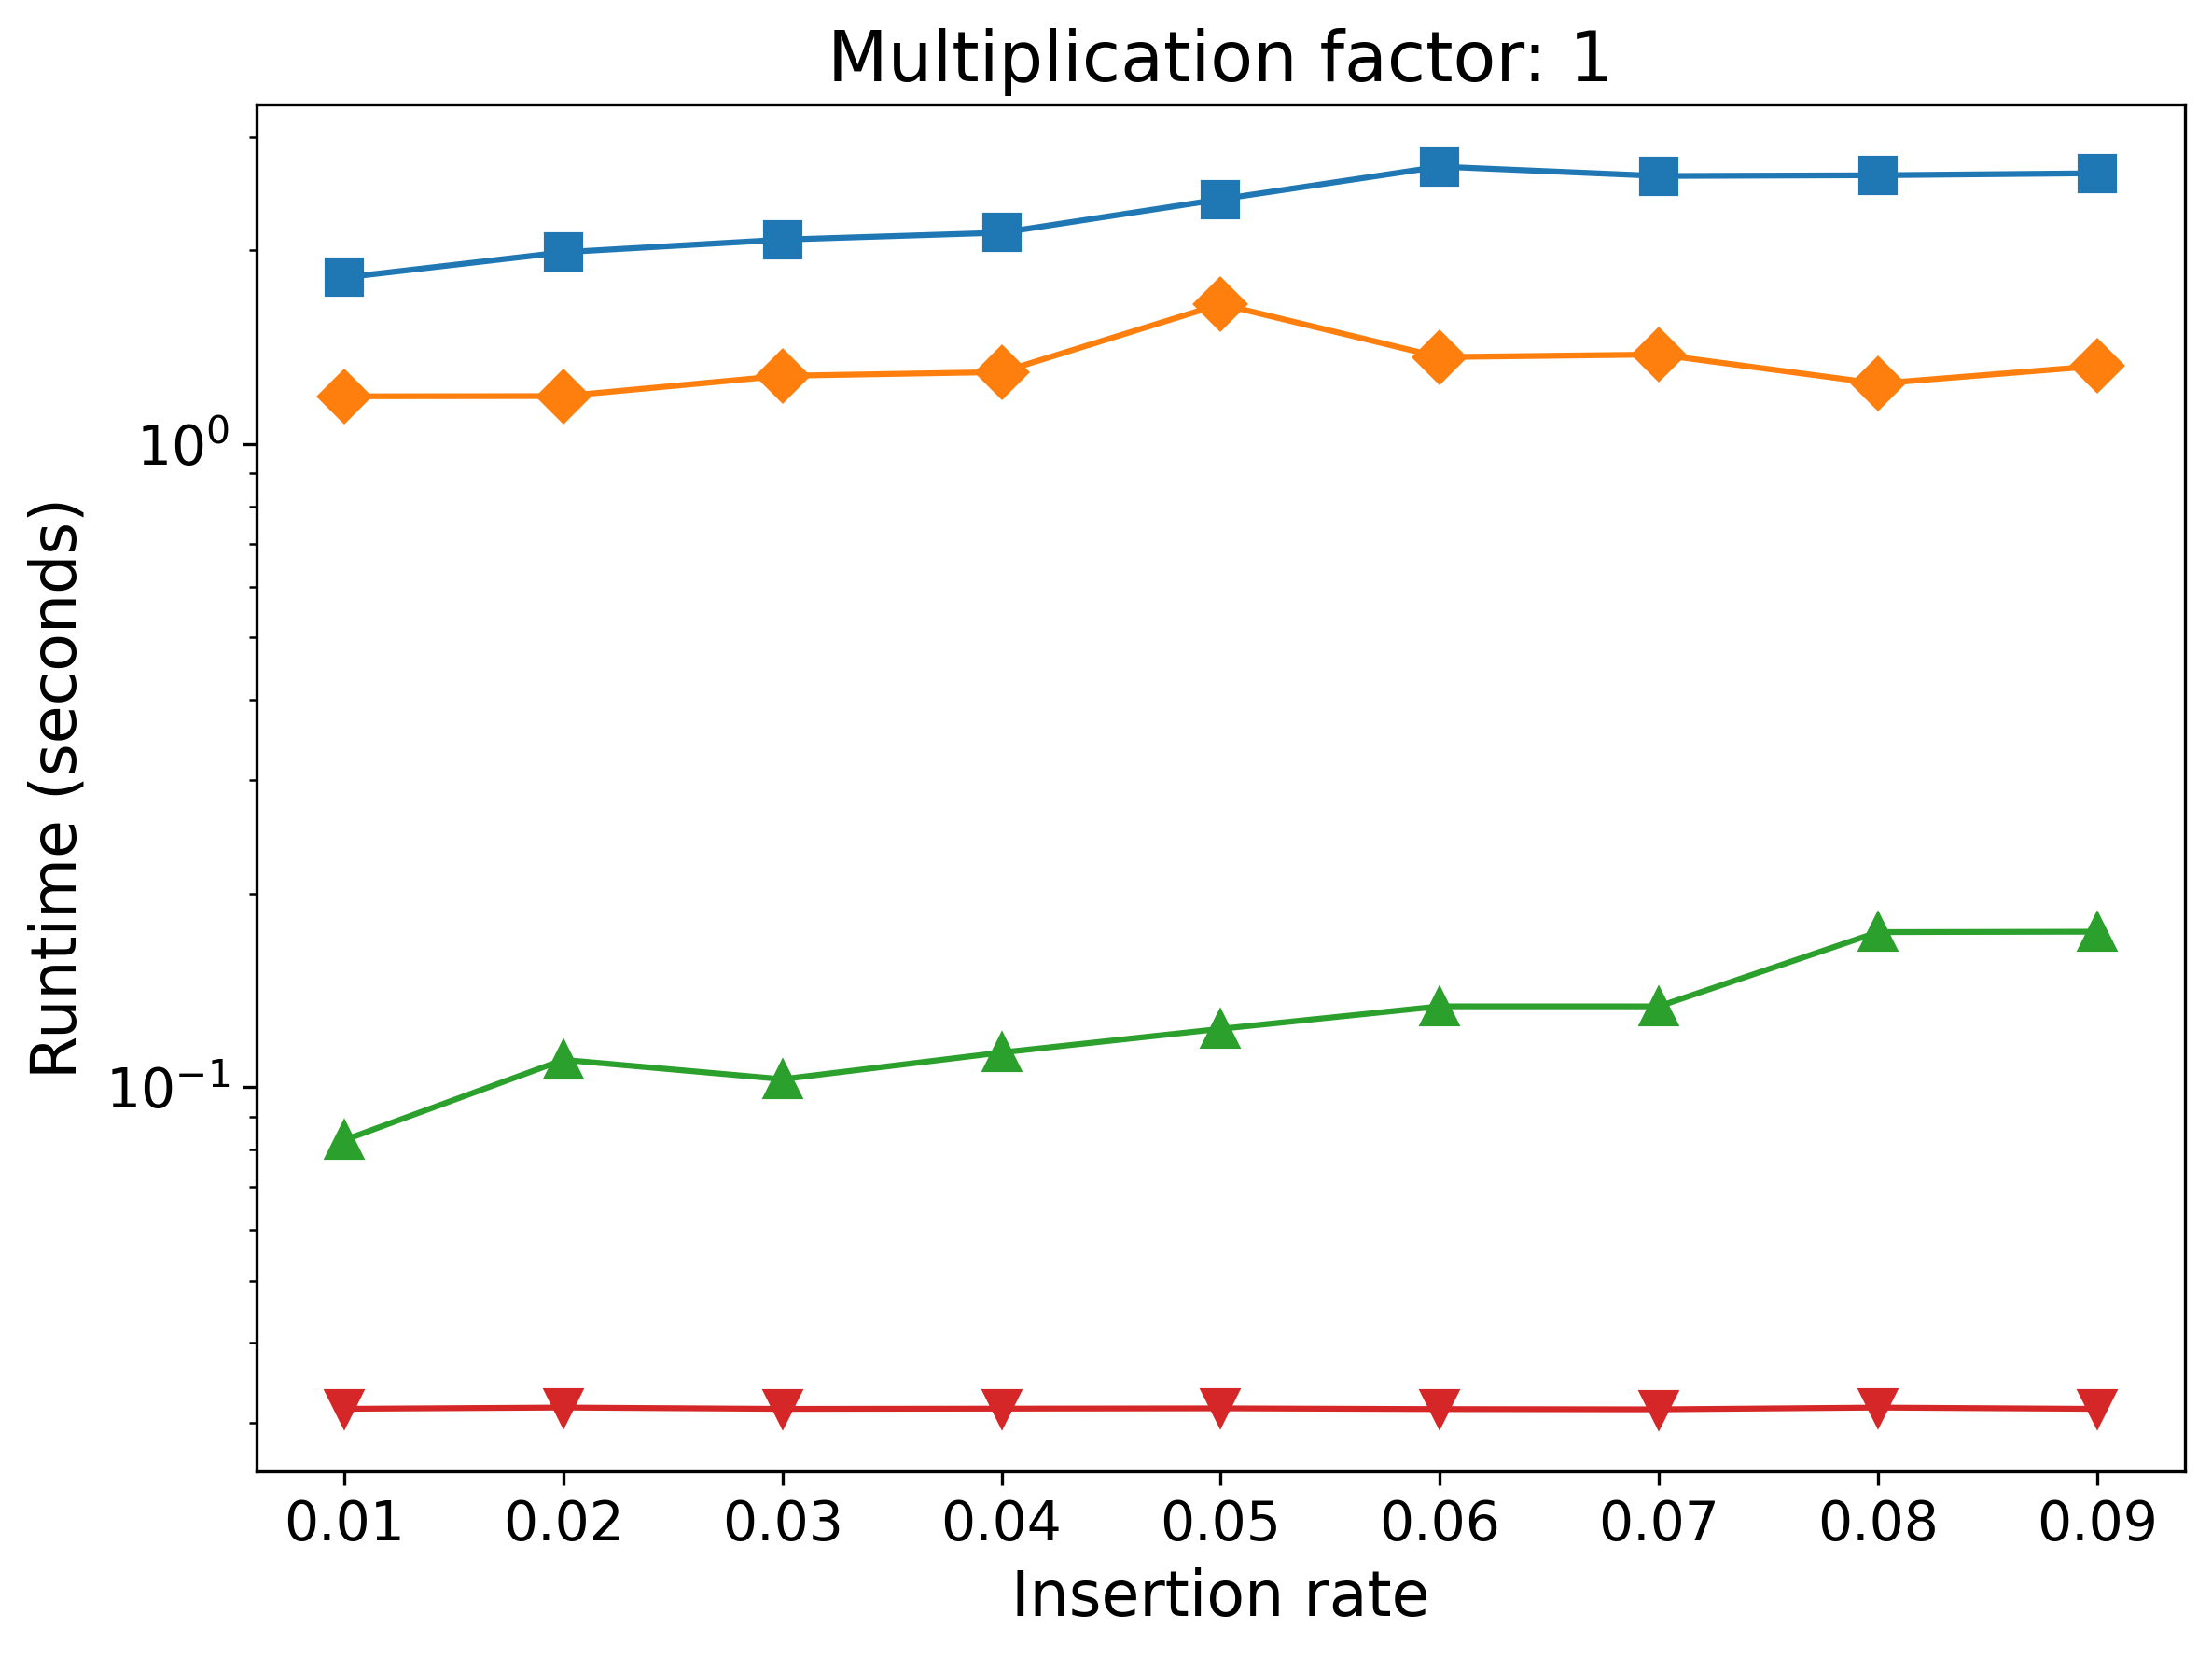 Multiplication factor: 1
Runtime (seconds)
10⁰
10⁻¹
0.01 0.02 0.03 0.04 0.05 0.06 0.07 0.08 0.09
Insertion rate